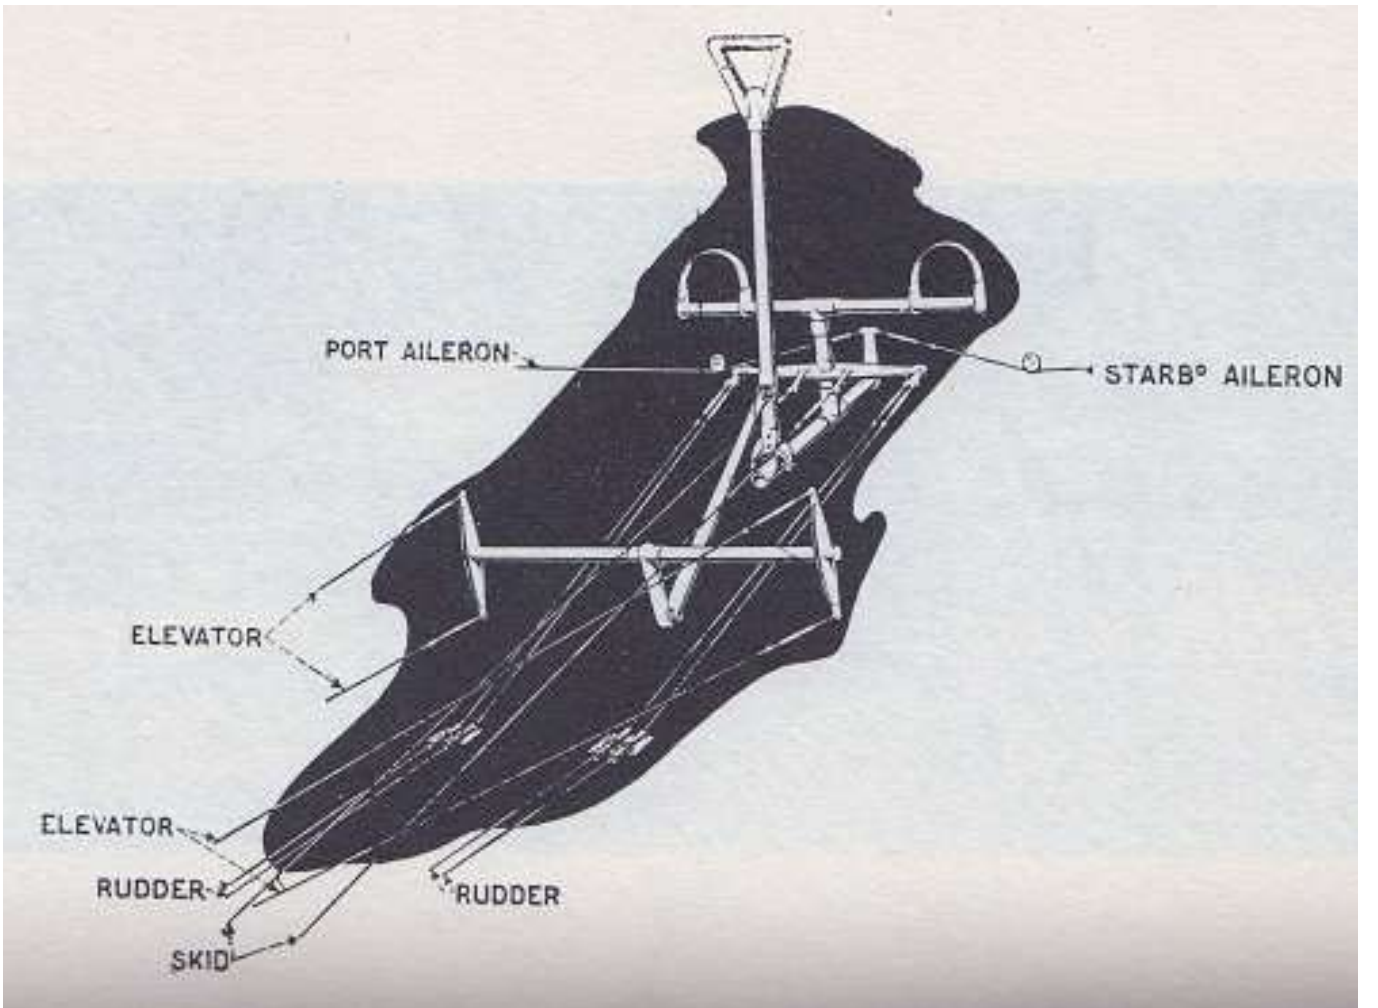 PORT AILERON
STARBº AILERON
ELEVATOR
ELEVATOR
RUDDER
RUDDER
SKID